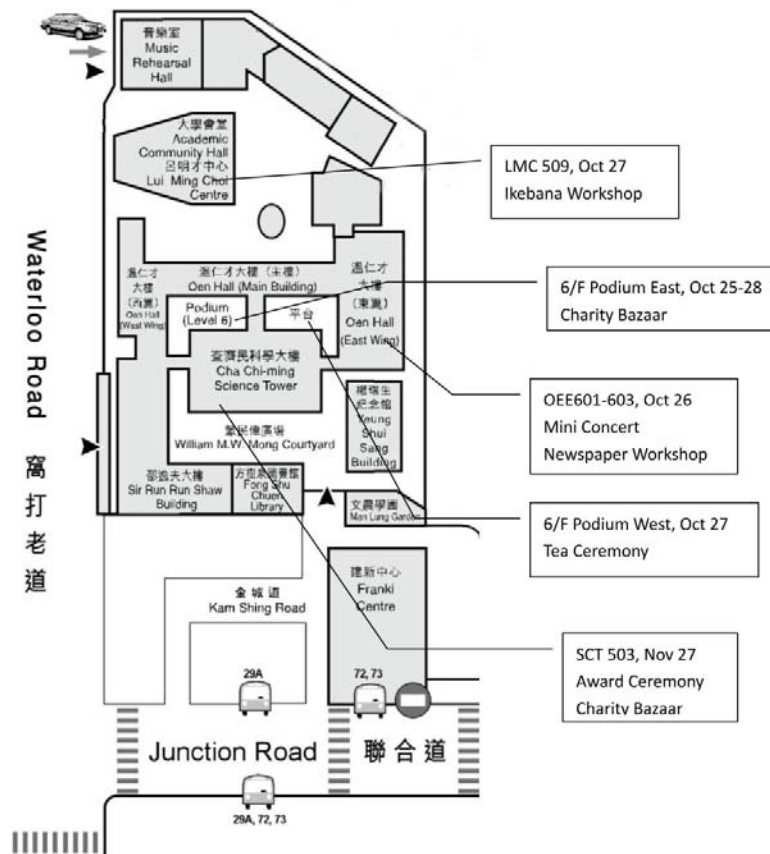 音樂室
Music
Rehearsal
Hall
大學會堂
Academic
Community Hall
呂明才中心
Lui Ming Choi
Centre
LMC 509, Oct 27
Ikebana Workshop
溫仁才
大樓
(西翼)
Oen Hall
(West Wing)
溫仁才大樓 (主樓)
Oen Hall (Main Building)
溫仁才
大樓
(東翼)
Oen Hall
(East Wing)
Podium
(Level 6)
平台
6/F Podium East, Oct 25-28
Charity Bazaar
查濟民科學大樓
Cha Chi-ming
Science Tower
OEE601-603, Oct 26
Mini Concert
Newspaper Workshop
楊瑞生
紀念館
Yeung
Shui
Sang
Building
蒙民偉廣場
William M.W. Mong Courtyard
邵逸夫大樓
Sir Run Run Shaw
Building
方樹泉圖書館
Fong Shu
Chuen
Library
文農學圃
Man Lung Garden
6/F Podium West, Oct 27
Tea Ceremony
Waterloo Road 窩打老道
金城道
Kam Shing Road
建新中心
Franki
Centre
SCT 503, Nov 27
Award Ceremony
Charity Bazaar
29A
72, 73
Junction Road 聯合道
29A, 72, 73